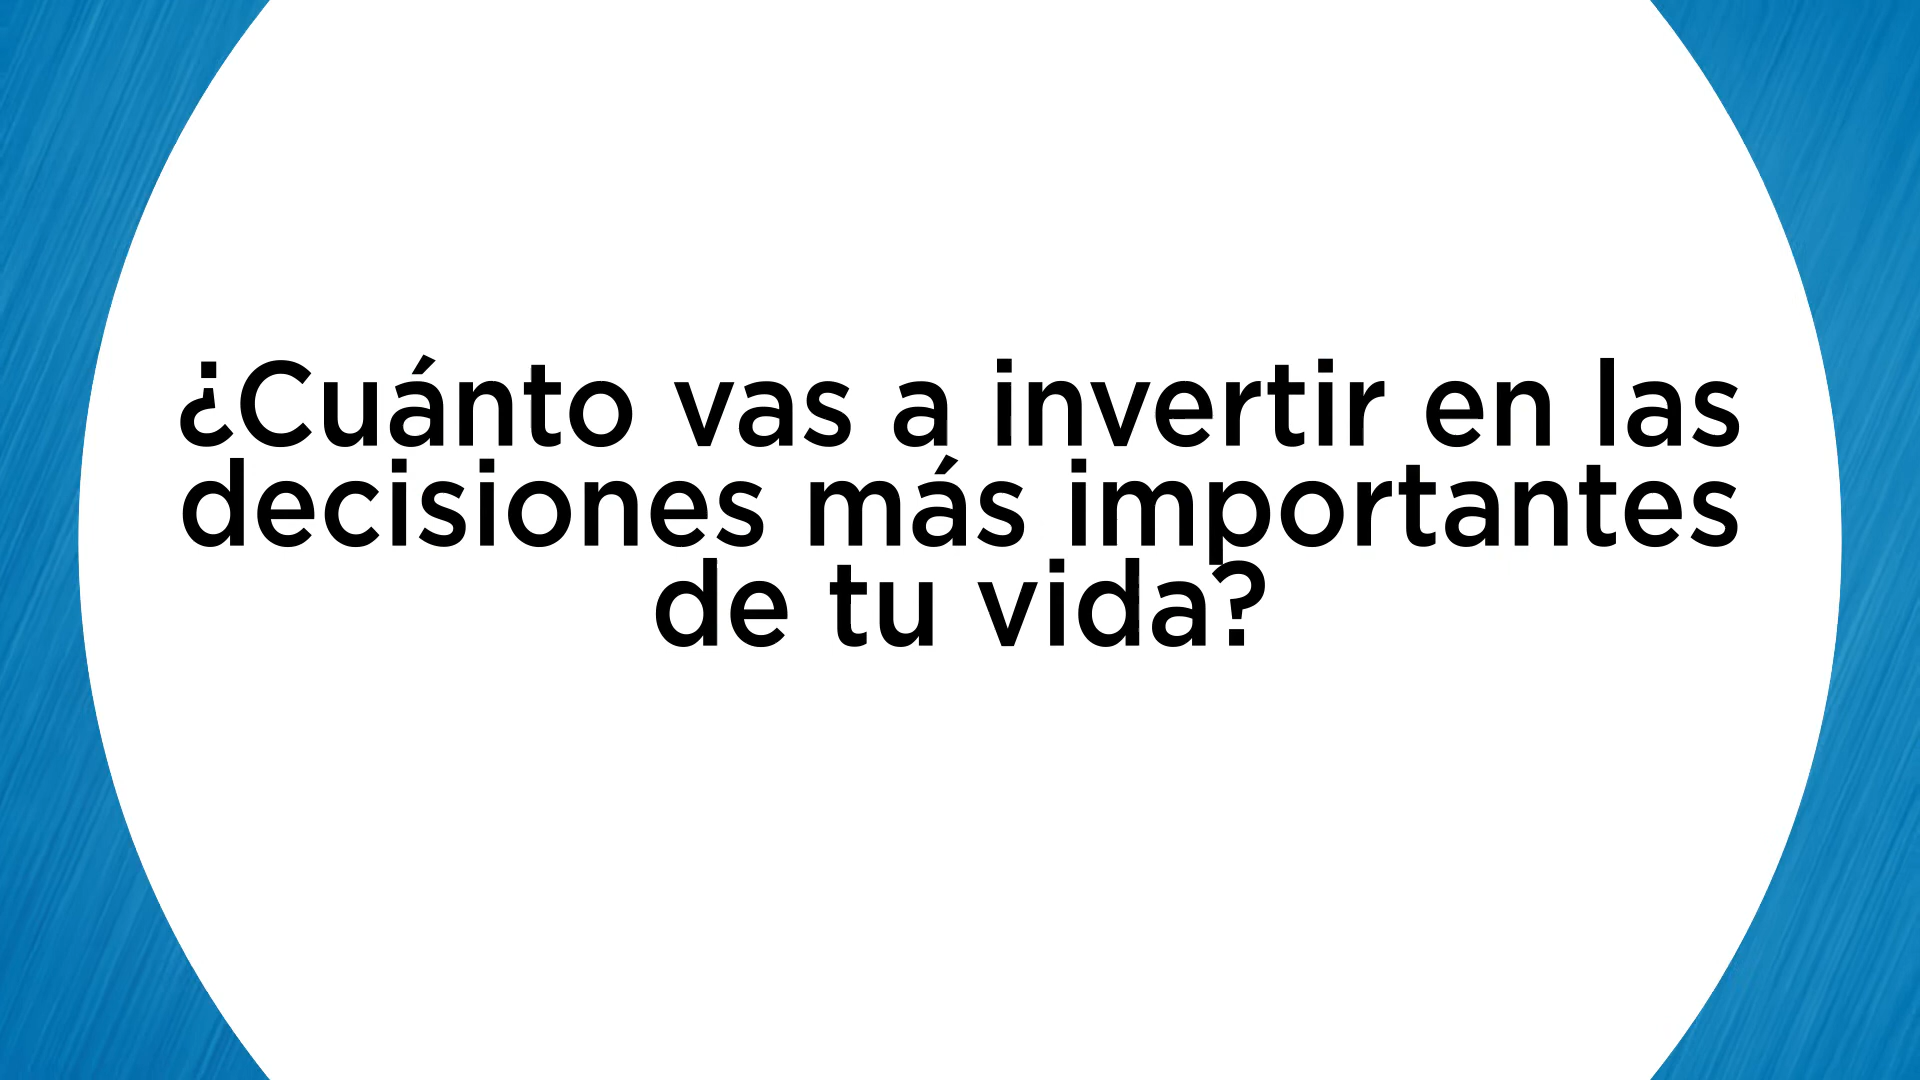 ¿Cuánto vas a invertir en las
decisiones más importantes
de tu vida?